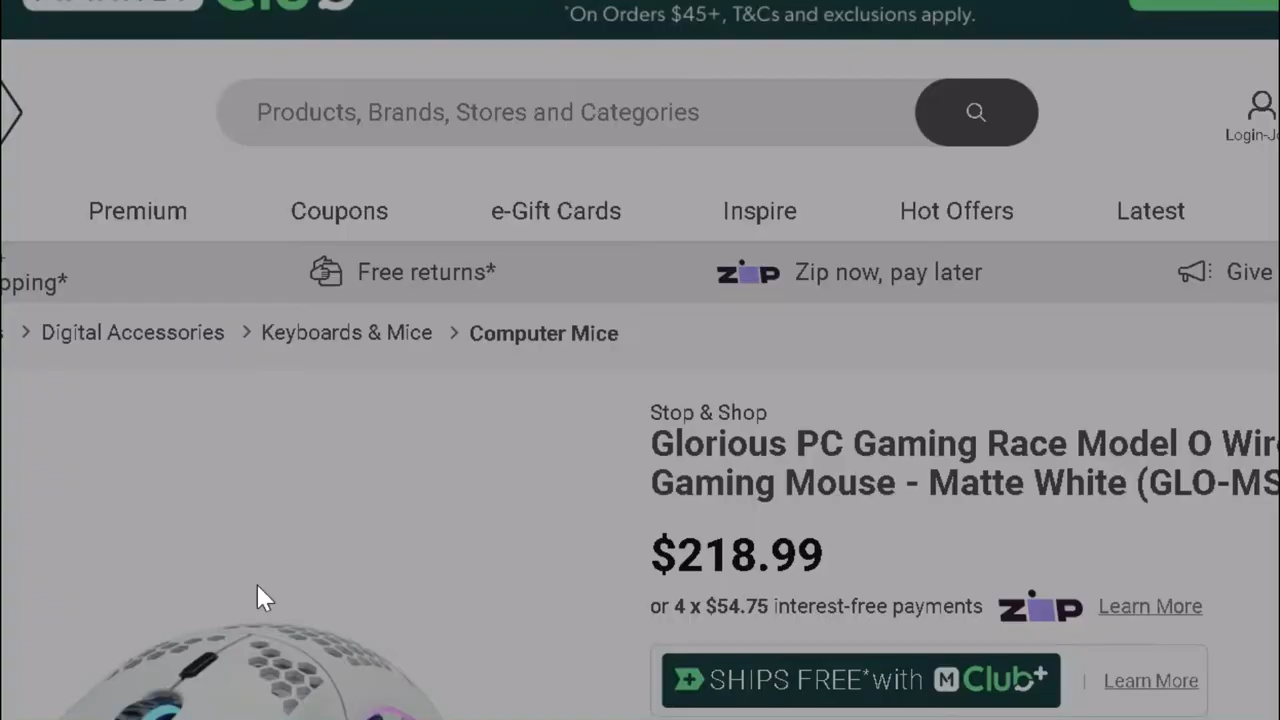 *On Orders $45+, T&Cs and exclusions apply.
Products, Brands, Stores and Categories
Login-J
Premium Coupons e-Gift Cards Inspire Hot Offers Latest
pping* Free returns* zip Zip now, pay later Give
> Digital Accessories > Keyboards & Mice > Computer Mice
Stop & Shop
Glorious PC Gaming Race Model O Wir
Gaming Mouse - Matte White (GLO-MS
$218.99
or 4 x $54.75 interest-free payments zip Learn More
SHIPS FREE* with M Club+ | Learn More